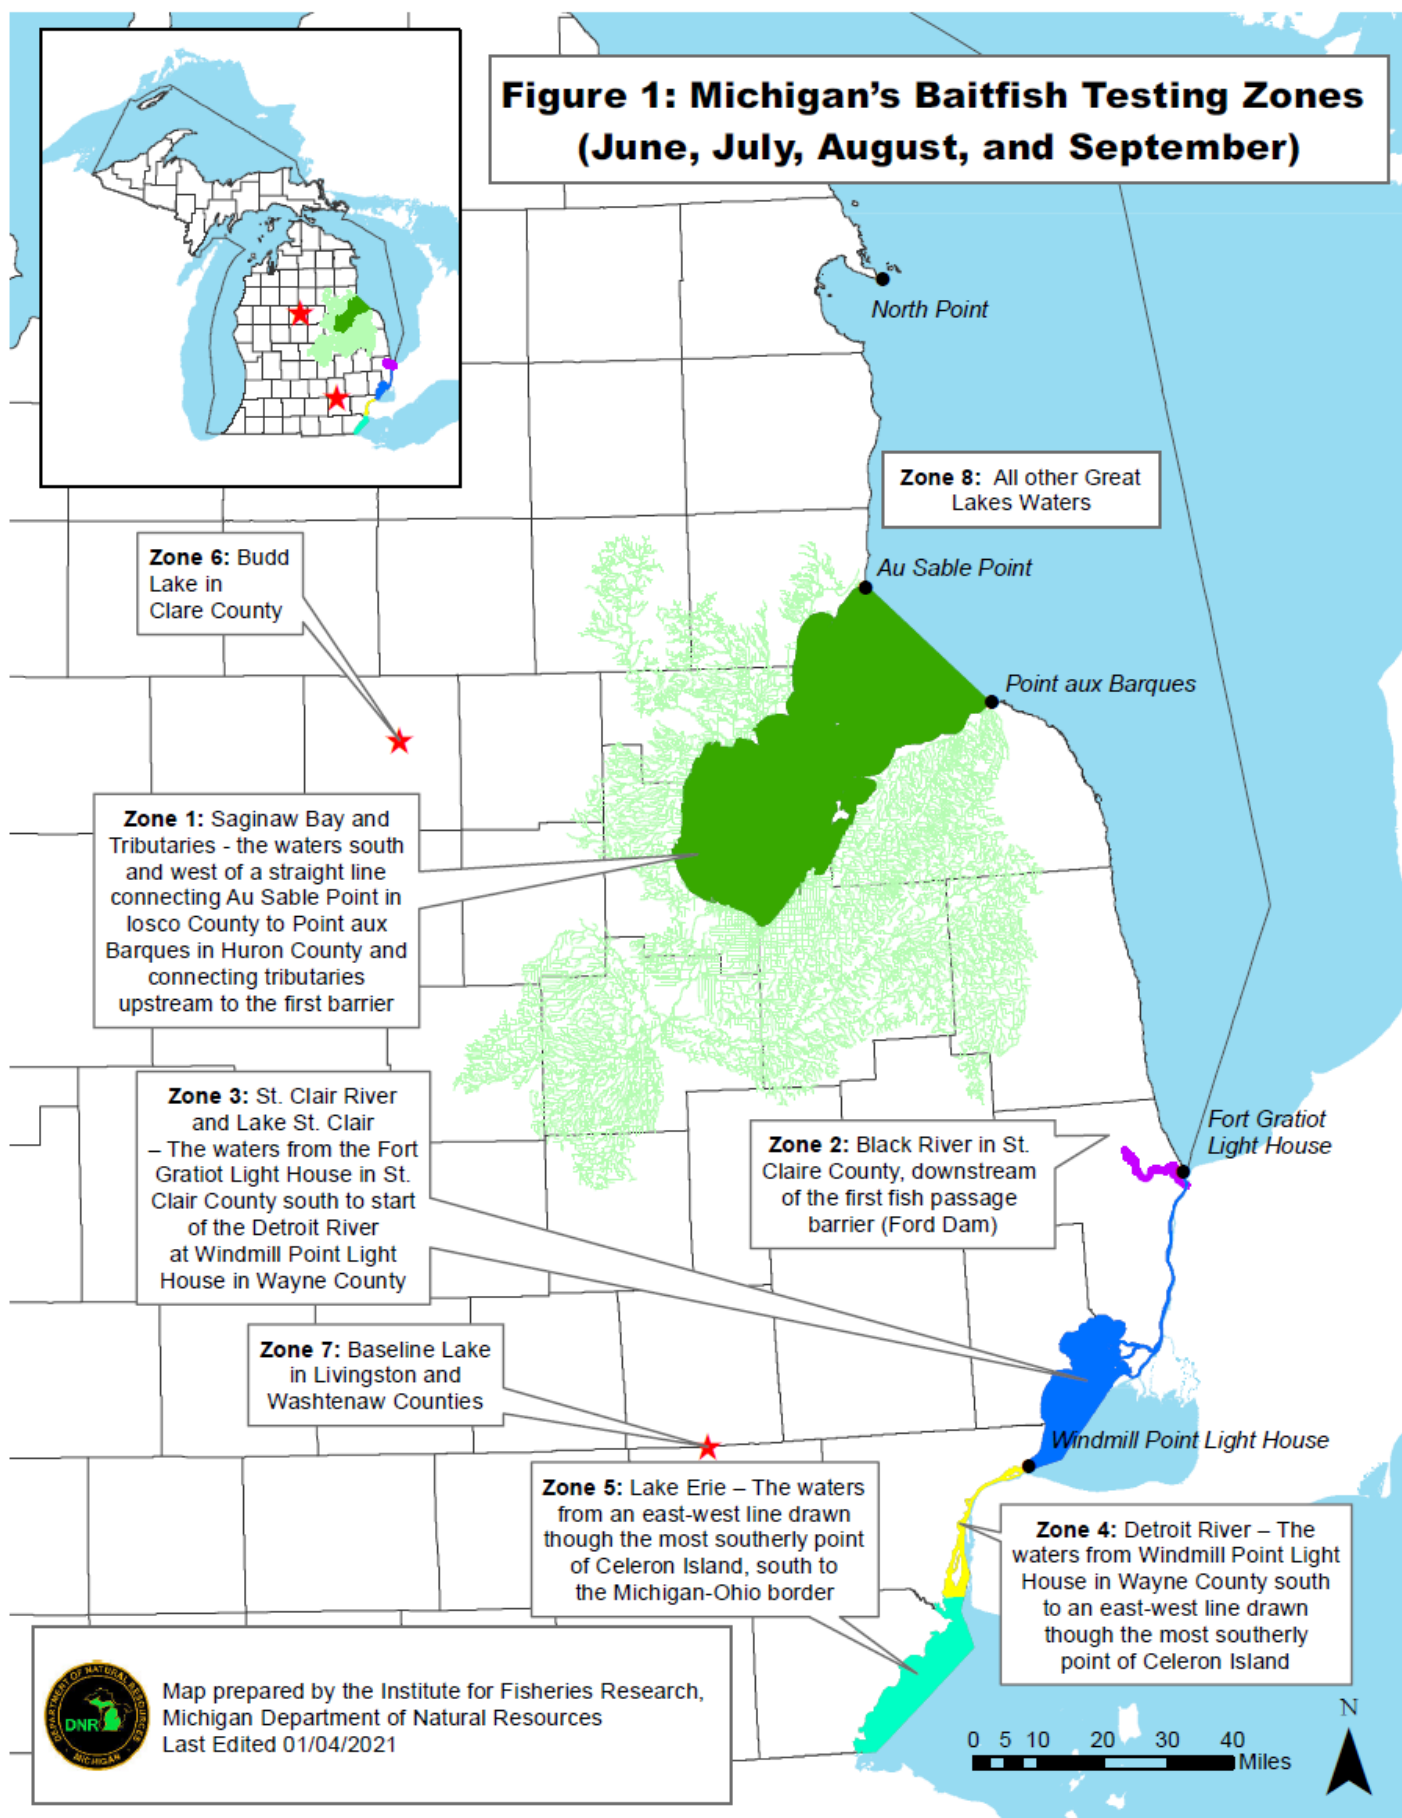 Figure 1: Michigan's Baitfish Testing Zones
(June, July, August, and September)
North Point
Zone 8: All other Great
Lakes Waters
Zone 6: Budd
Lake in
Clare County
Au Sable Point
Point aux Barques
Zone 1: Saginaw Bay and
Tributaries - the waters south
and west of a straight line
connecting Au Sable Point in
Iosco County to Point aux
Barques in Huron County and
connecting tributaries
upstream to the first barrier
Zone 3: St. Clair River
and Lake St. Clair
– The waters from the Fort
Gratiot Light House in St.
Clair County south to start
of the Detroit River
at Windmill Point Light
House in Wayne County
Zone 2: Black River in St.
Claire County, downstream
of the first fish passage
barrier (Ford Dam)
Fort Gratiot
Light House
Zone 7: Baseline Lake
in Livingston and
Washtenaw Counties
Windmill Point Light House
Zone 5: Lake Erie – The waters
from an east-west line drawn
though the most southerly point
of Celeron Island, south to
the Michigan-Ohio border
Zone 4: Detroit River – The
waters from Windmill Point Light
House in Wayne County south
to an east-west line drawn
though the most southerly
point of Celeron Island
DEPARTMENT OF NATURAL RESOURCES
DNR
MICHIGAN
Map prepared by the Institute for Fisheries Research,
Michigan Department of Natural Resources
Last Edited 01/04/2021
N
0 5 10 20 30 40
Miles